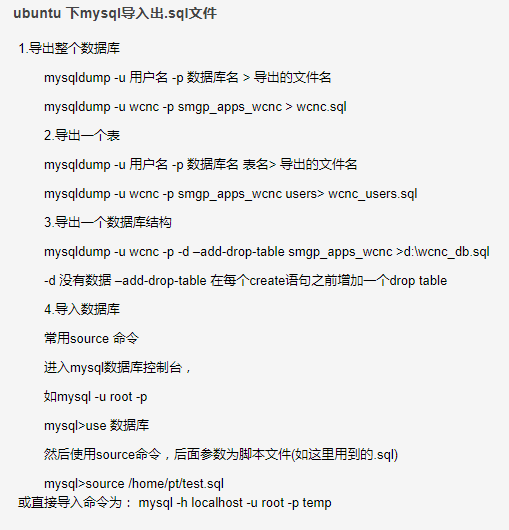 ubuntu 下mysql导入出.sql文件
1.导出整个数据库
mysqldump -u 用户名 -p 数据库名 > 导出的文件名
mysqldump -u wcnc -p smgp_apps_wcnc > wcnc.sql
2.导出一个表
mysqldump -u 用户名 -p 数据库名 表名> 导出的文件名
mysqldump -u wcnc -p smgp_apps_wcnc users> wcnc_users.sql
3.导出一个数据库结构
mysqldump -u wcnc -p -d –add-drop-table smgp_apps_wcnc >d:\wcnc_db.sql
-d 没有数据 –add-drop-table 在每个create语句之前增加一个drop table
4.导入数据库
常用source 命令
进入mysql数据库控制台，
如mysql -u root -p
mysql>use 数据库
然后使用source命令，后面参数为脚本文件(如这里用到的.sql)
mysql>source /home/pt/test.sql
或直接导入命令为： mysql -h localhost -u root -p temp